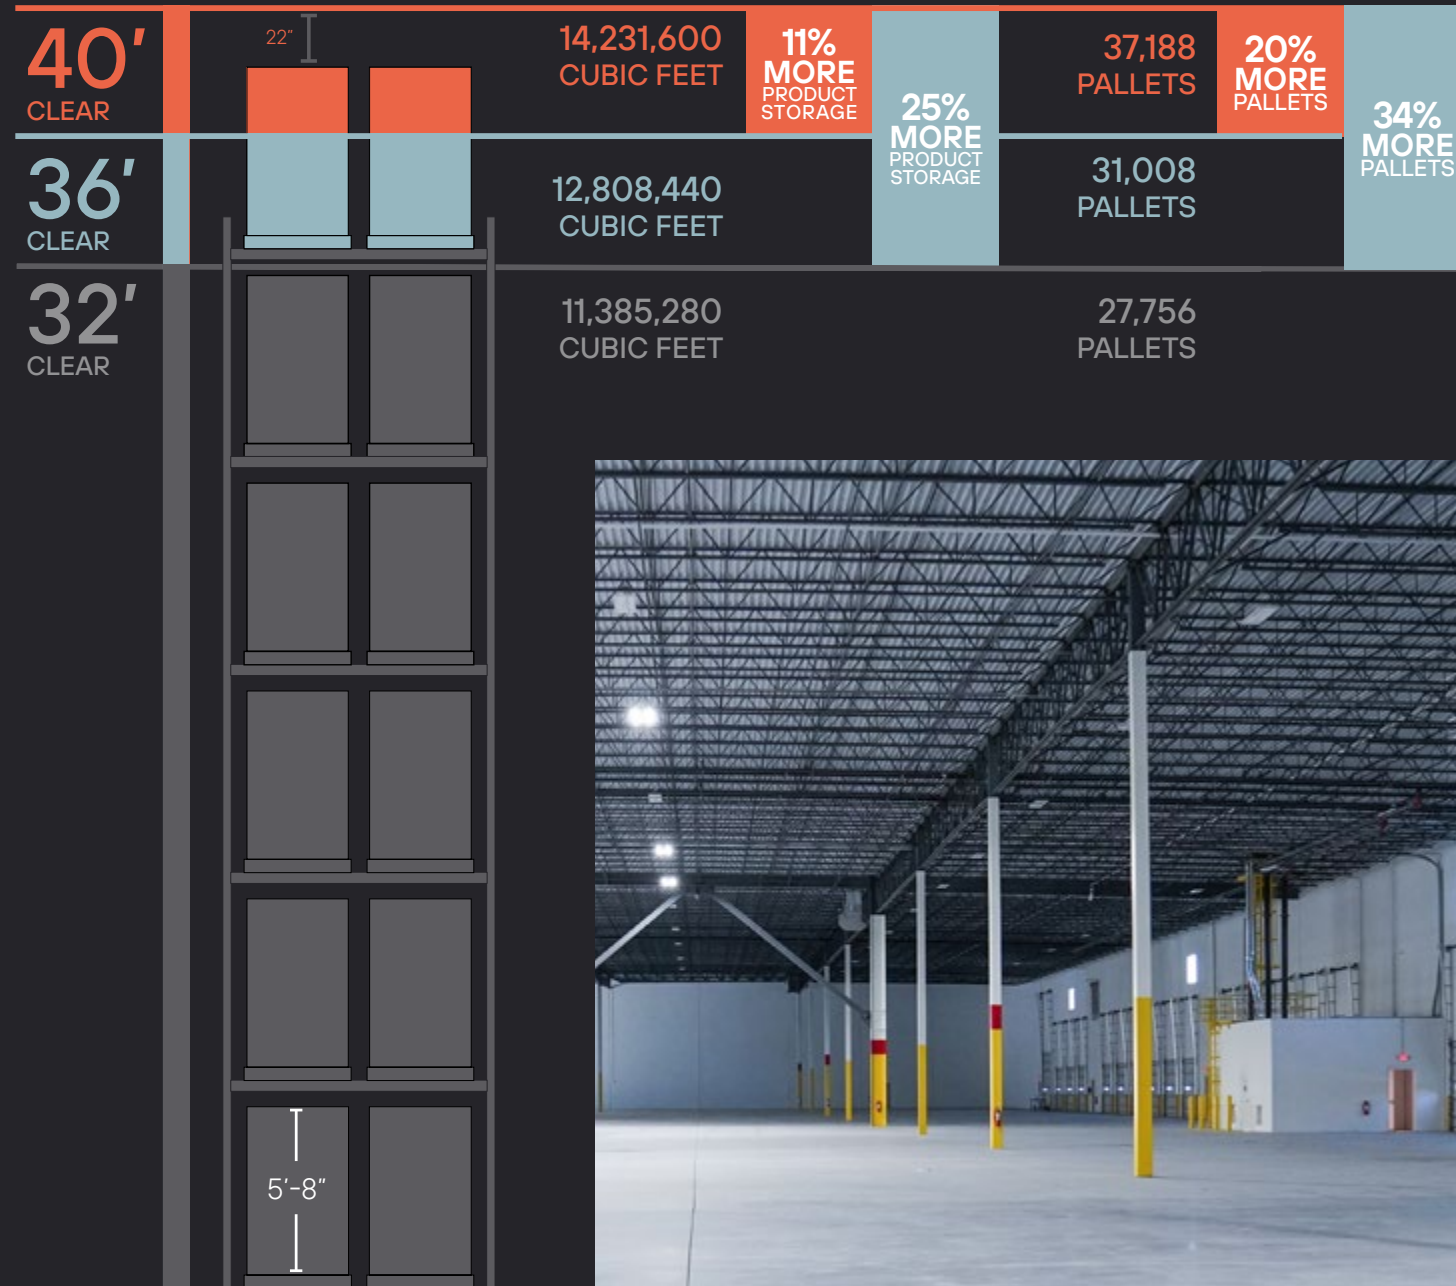 40'
CLEAR
22"
14,231,600
CUBIC FEET
11%
MORE
PRODUCT
STORAGE
25%
MORE
PRODUCT
STORAGE
37,188
PALLETS
20%
MORE
PALLETS
34%
MORE
PALLETS
36'
CLEAR
12,808,440
CUBIC FEET
31,008
PALLETS
32'
CLEAR
11,385,280
CUBIC FEET
27,756
PALLETS
5'-8"